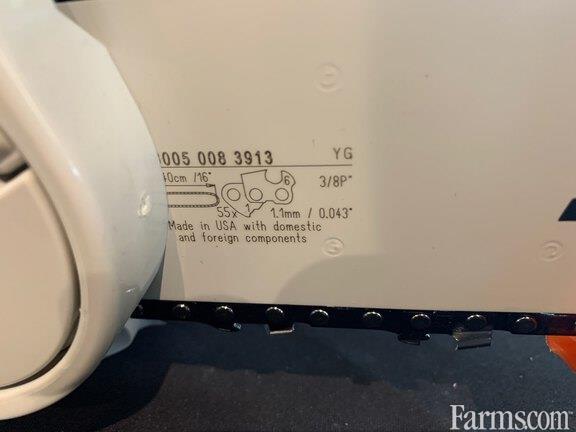 005 008 3913 YG
40cm /16" 3/8P"
6
1
55x 1.1mm / 0.043"
Made in USA with domestic
and foreign components
Farms.com